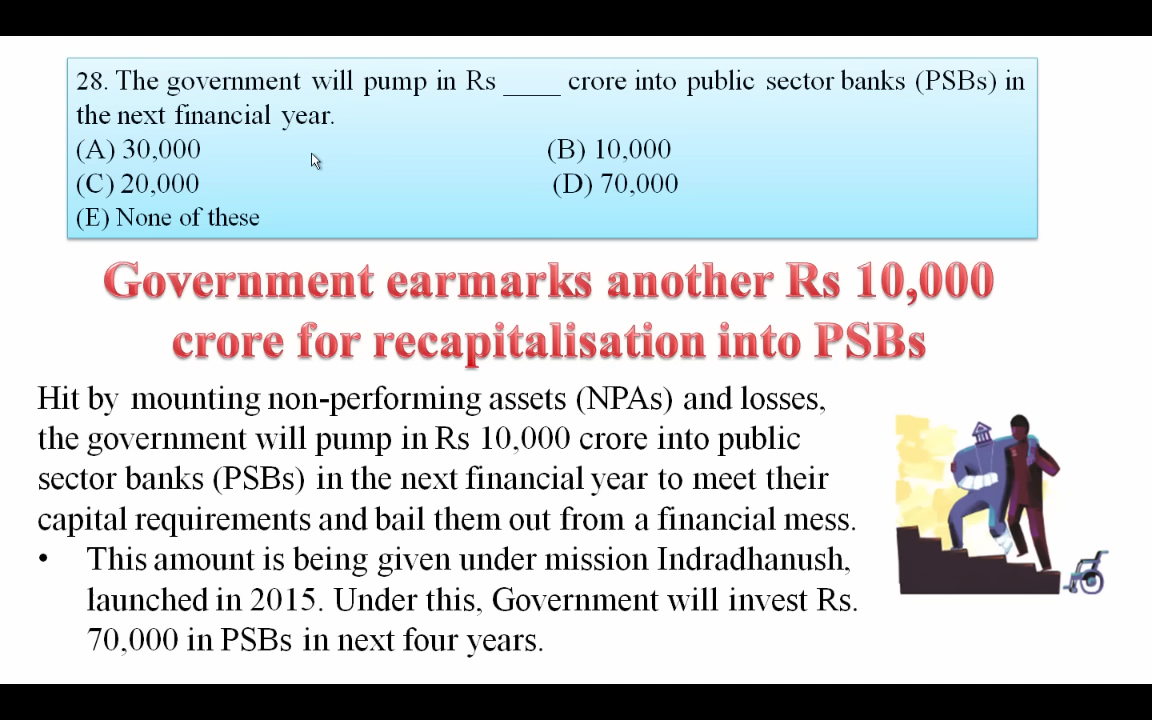 28. The government will pump in Rs ____ crore into public sector banks (PSBs) in
the next financial year.
(A) 30,000 (B) 10,000
(C) 20,000 (D) 70,000
(E) None of these
Government earmarks another Rs 10,000
crore for recapitalisation into PSBs
Hit by mounting non-performing assets (NPAs) and losses,
the government will pump in Rs 10,000 crore into public
sector banks (PSBs) in the next financial year to meet their
capital requirements and bail them out from a financial mess.
• This amount is being given under mission Indradhanush,
launched in 2015. Under this, Government will invest Rs.
70,000 in PSBs in next four years.